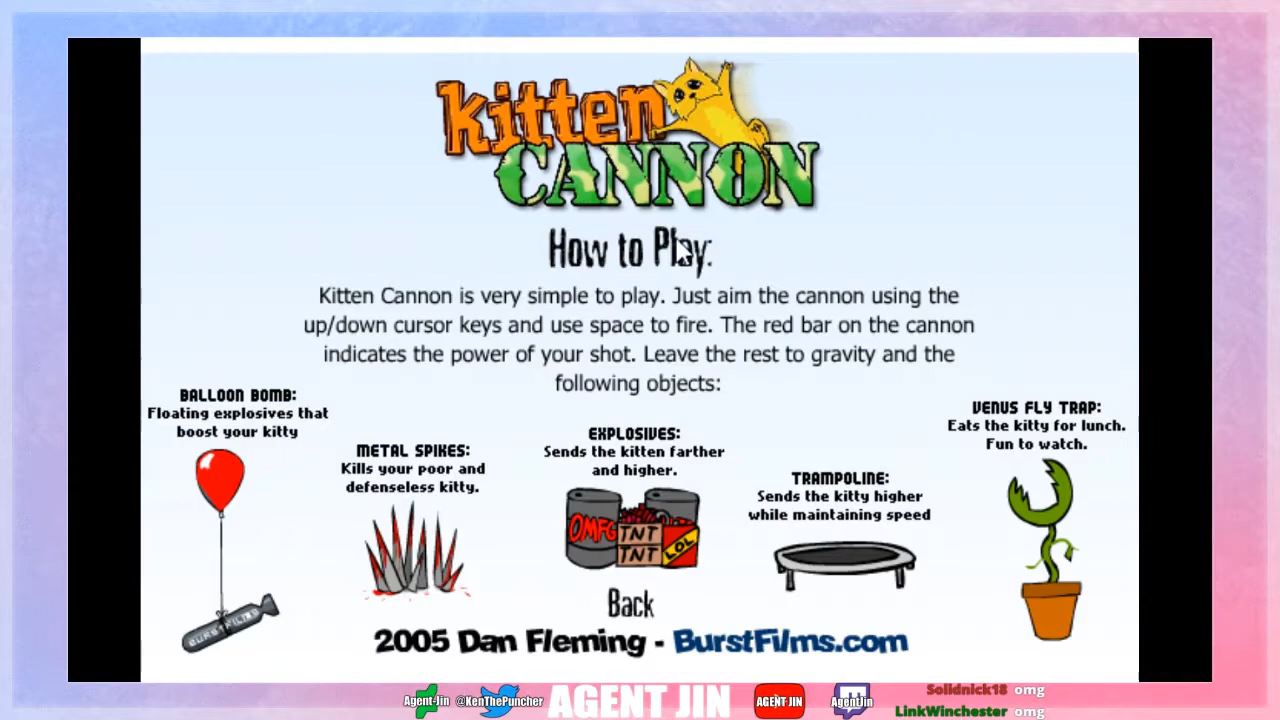 kitten
CANNON
How to Play:
Kitten Cannon is very simple to play. Just aim the cannon using the
up/down cursor keys and use space to fire. The red bar on the cannon
indicates the power of your shot. Leave the rest to gravity and the
following objects:
BALLOON BOMB:
Floating explosives that
boost your kitty
BURSTFILMS
METAL SPIKES:
Kills your poor and
defenseless kitty.
EXPLOSIVES:
Sends the kitten farther
and higher.
OMFG
TNT
TNT
LOL
TRAMPOLINE:
Sends the kitty higher
while maintaining speed
VENUS FLY TRAP:
Eats the kitty for lunch.
Fun to watch.
Back
2005 Dan Fleming - BurstFilms.com
Agent-Jin @XenThePuncher AGENT JIN AGENT JIN AgentJin
Solidnick18 omg
LinkWinchester omg